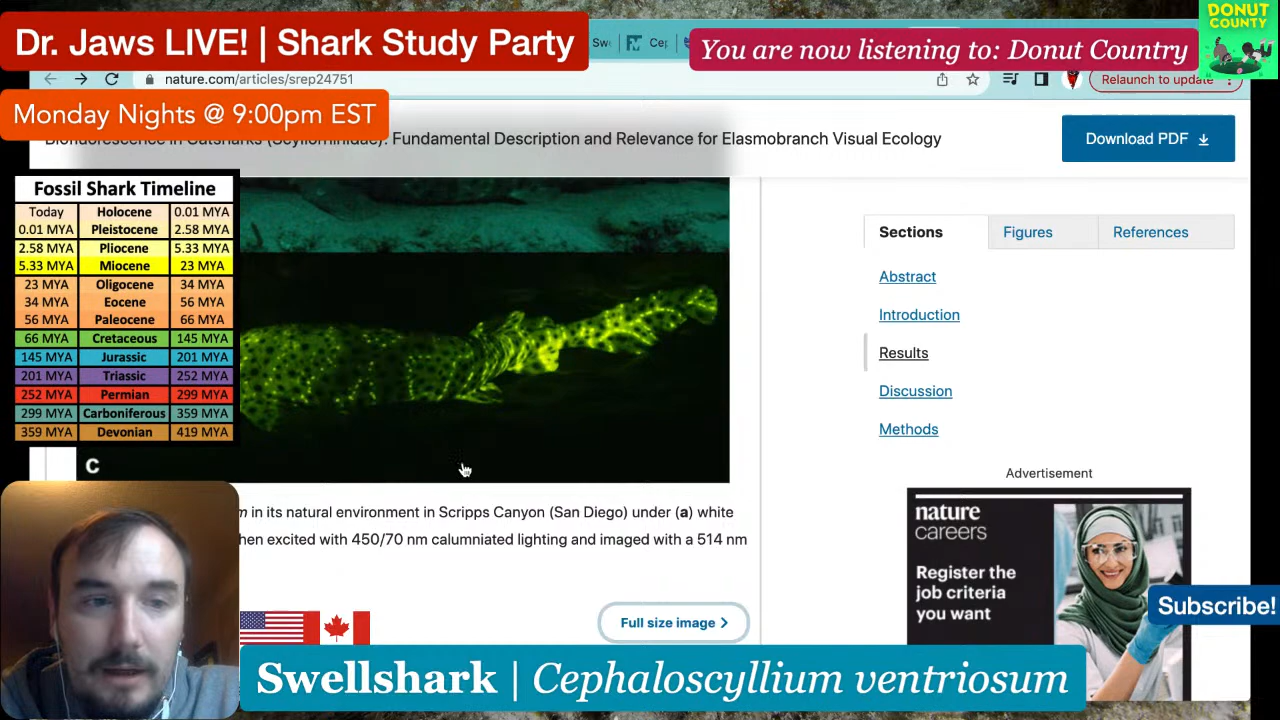 Dr. Jaws LIVE! | Shark Study Party
Swe
Cep
You are now listening to: Donut Country
DONUT
COUNTY
nature.com/articles/srep24751
Relaunch to update
Monday Nights @ 9:00pm EST
Fundamental Description and Relevance for Elasmobranch Visual Ecology
Download PDF
Fossil Shark Timeline
Today Holocene 0.01 MYA
0.01 MYA Pleistocene 2.58 MYA
2.58 MYA Pliocene 5.33 MYA
5.33 MYA Miocene 23 MYA
23 MYA Oligocene 34 MYA
34 MYA Eocene 56 MYA
56 MYA Paleocene 66 MYA
66 MYA Cretaceous 145 MYA
145 MYA Jurassic 201 MYA
201 MYA Triassic 252 MYA
252 MYA Permian 299 MYA
299 MYA Carboniferous 359 MYA
359 MYA Devonian 419 MYA
C
m in its natural environment in Scripps Canyon (San Diego) under (a) white
hen excited with 450/70 nm calumniated lighting and imaged with a 514 nm
Full size image
Sections
Figures
References
Abstract
Introduction
Results
Discussion
Methods
Advertisement
nature
careers
Register the
job criteria
you want
Subscribe!
Swellshark | Cephaloscyllium ventriosum